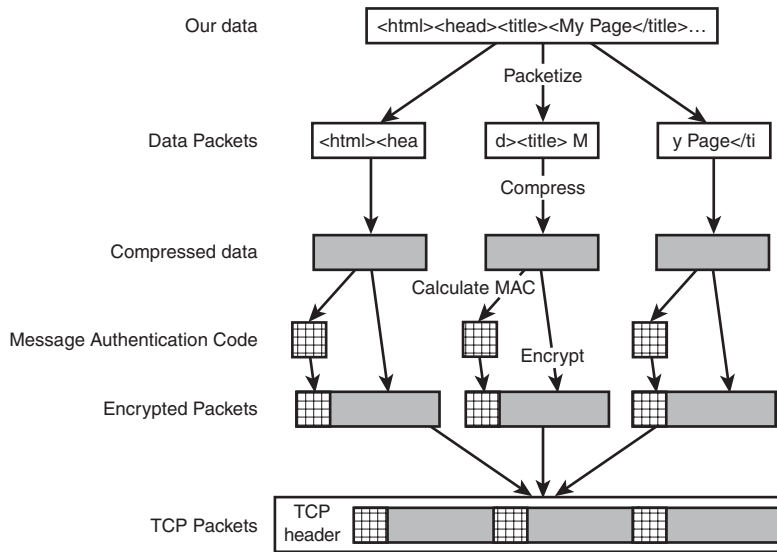 Our data
<html><head><title><My Page</title>...
Packetize
Data Packets
<html><hea
d><title> M
y Page</ti
Compress
Compressed data
Calculate MAC
Message Authentication Code
Encrypt
Encrypted Packets
TCP Packets
TCP
header